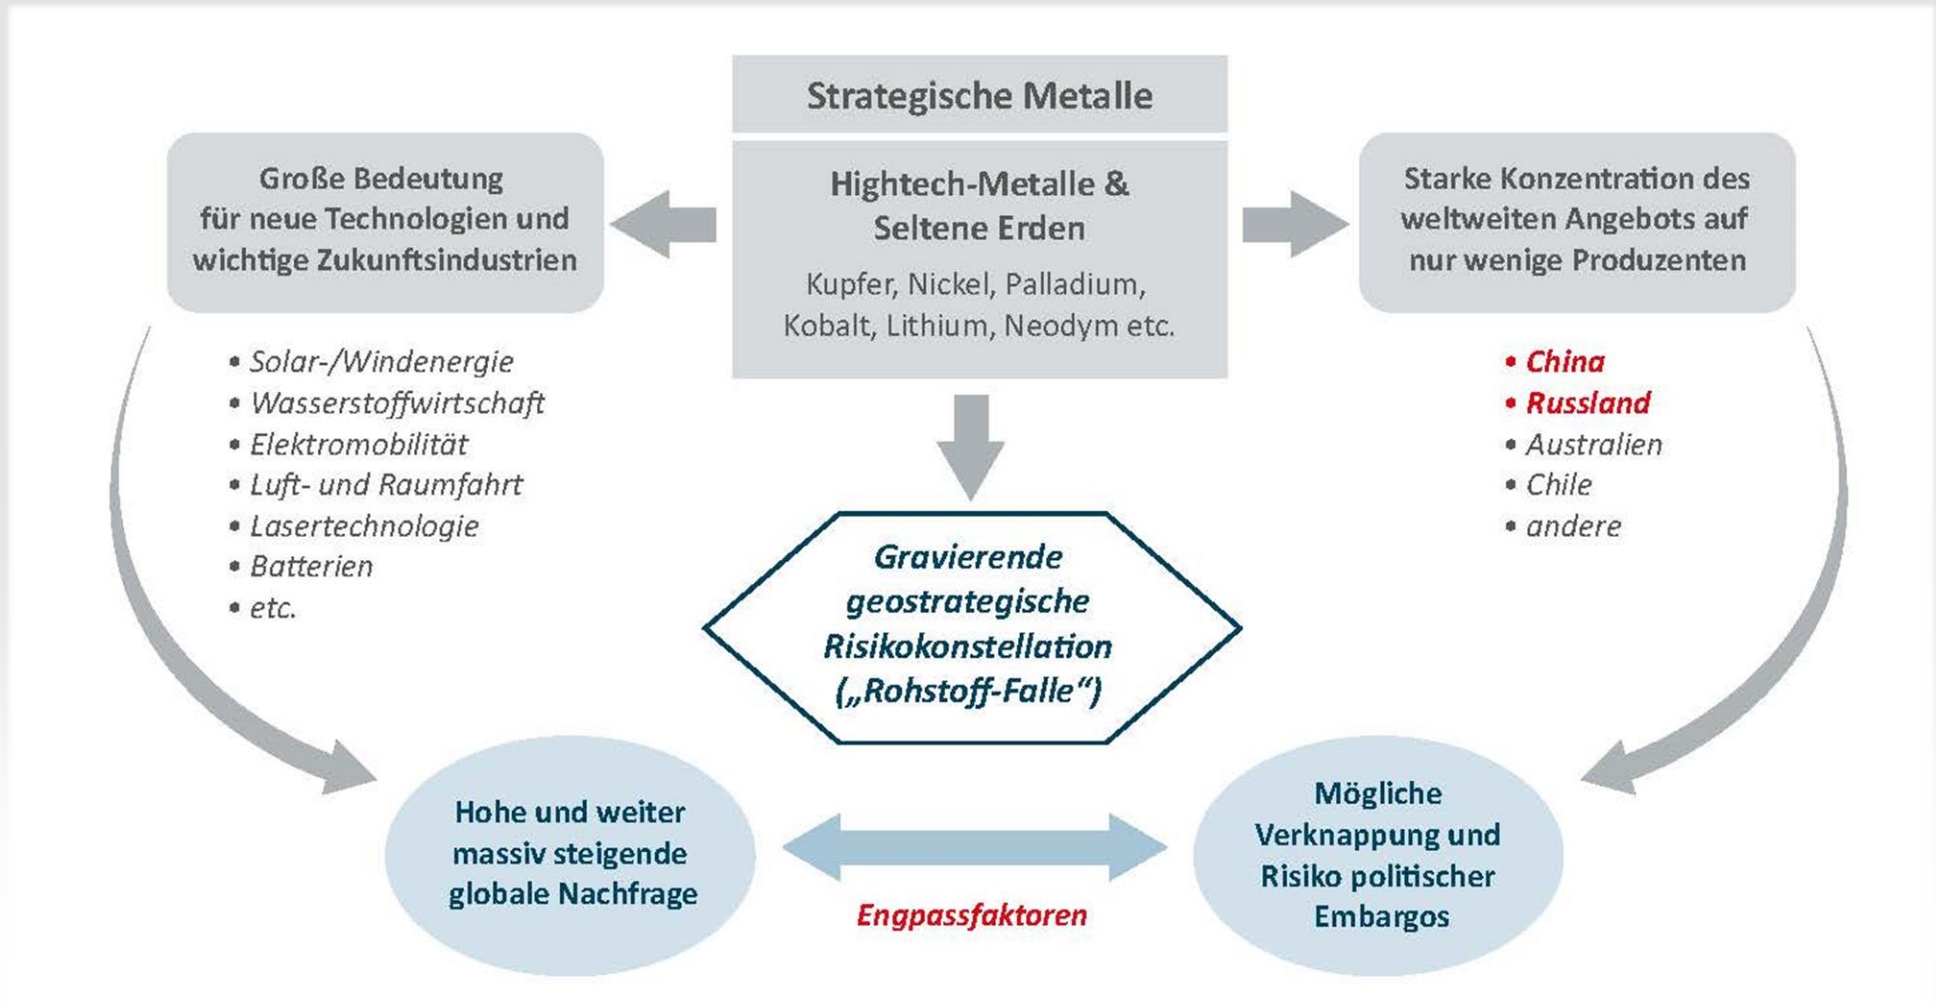 Strategische Metalle
Große Bedeutung
für neue Technologien und
wichtige Zukunftsindustrien
Hightech-Metalle &
Seltene Erden
Kupfer, Nickel, Palladium,
Kobalt, Lithium, Neodym etc.
Starke Konzentration des
weltweiten Angebots auf
nur wenige Produzenten
• Solar-/Windenergie
• Wasserstoffwirtschaft
• Elektromobilität
• Luft- und Raumfahrt
• Lasertechnologie
• Batterien
• etc.
• China
• Russland
• Australien
• Chile
• andere
Gravierende
geostrategische
Risikokonstellation
(„Rohstoff-Falle“)
Hohe und weiter
massiv steigende
globale Nachfrage
Engpassfaktoren
Mögliche
Verknappung und
Risiko politischer
Embargos